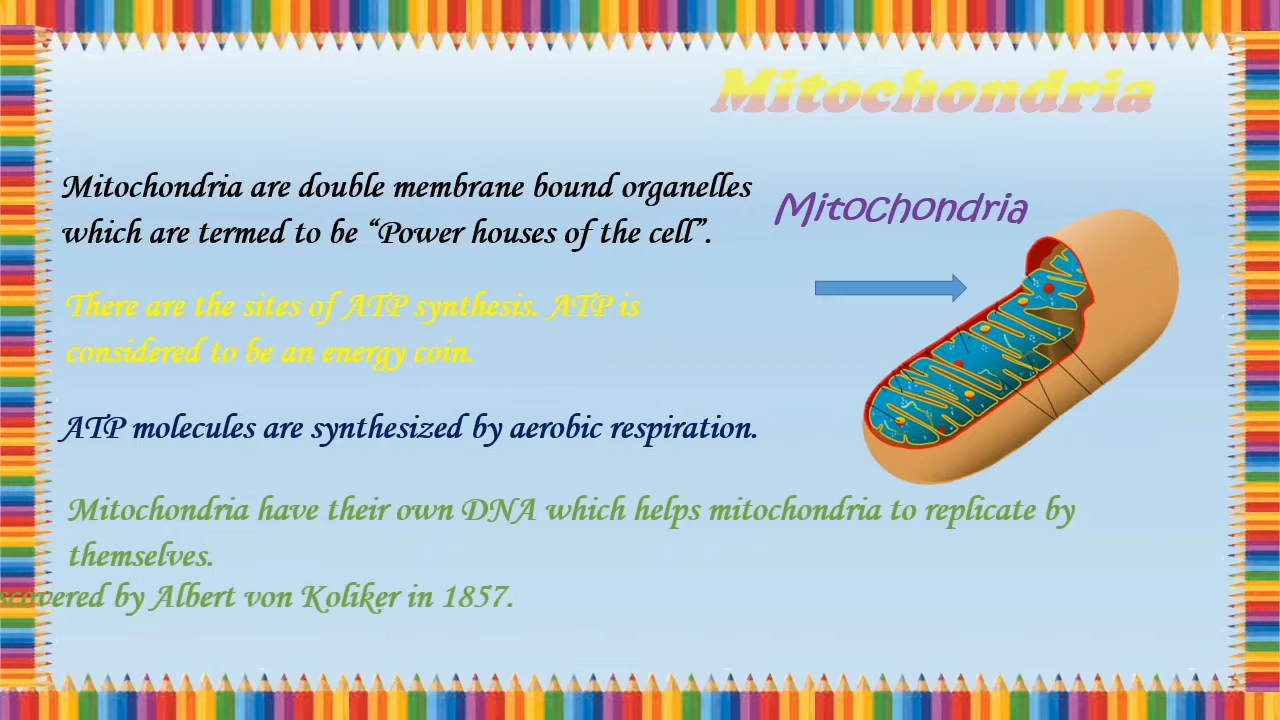 Mitochondria
Mitochondria are double membrane bound organelles
which are termed to be “Power houses of the cell”.
Mitochondria
There are the sites of ATP synthesis. ATP is
considered to be an energy coin.
ATP molecules are synthesized by aerobic respiration.
Mitochondria have their own DNA which helps mitochondria to replicate by
themselves.
scovered by Albert von Koliker in 1857.